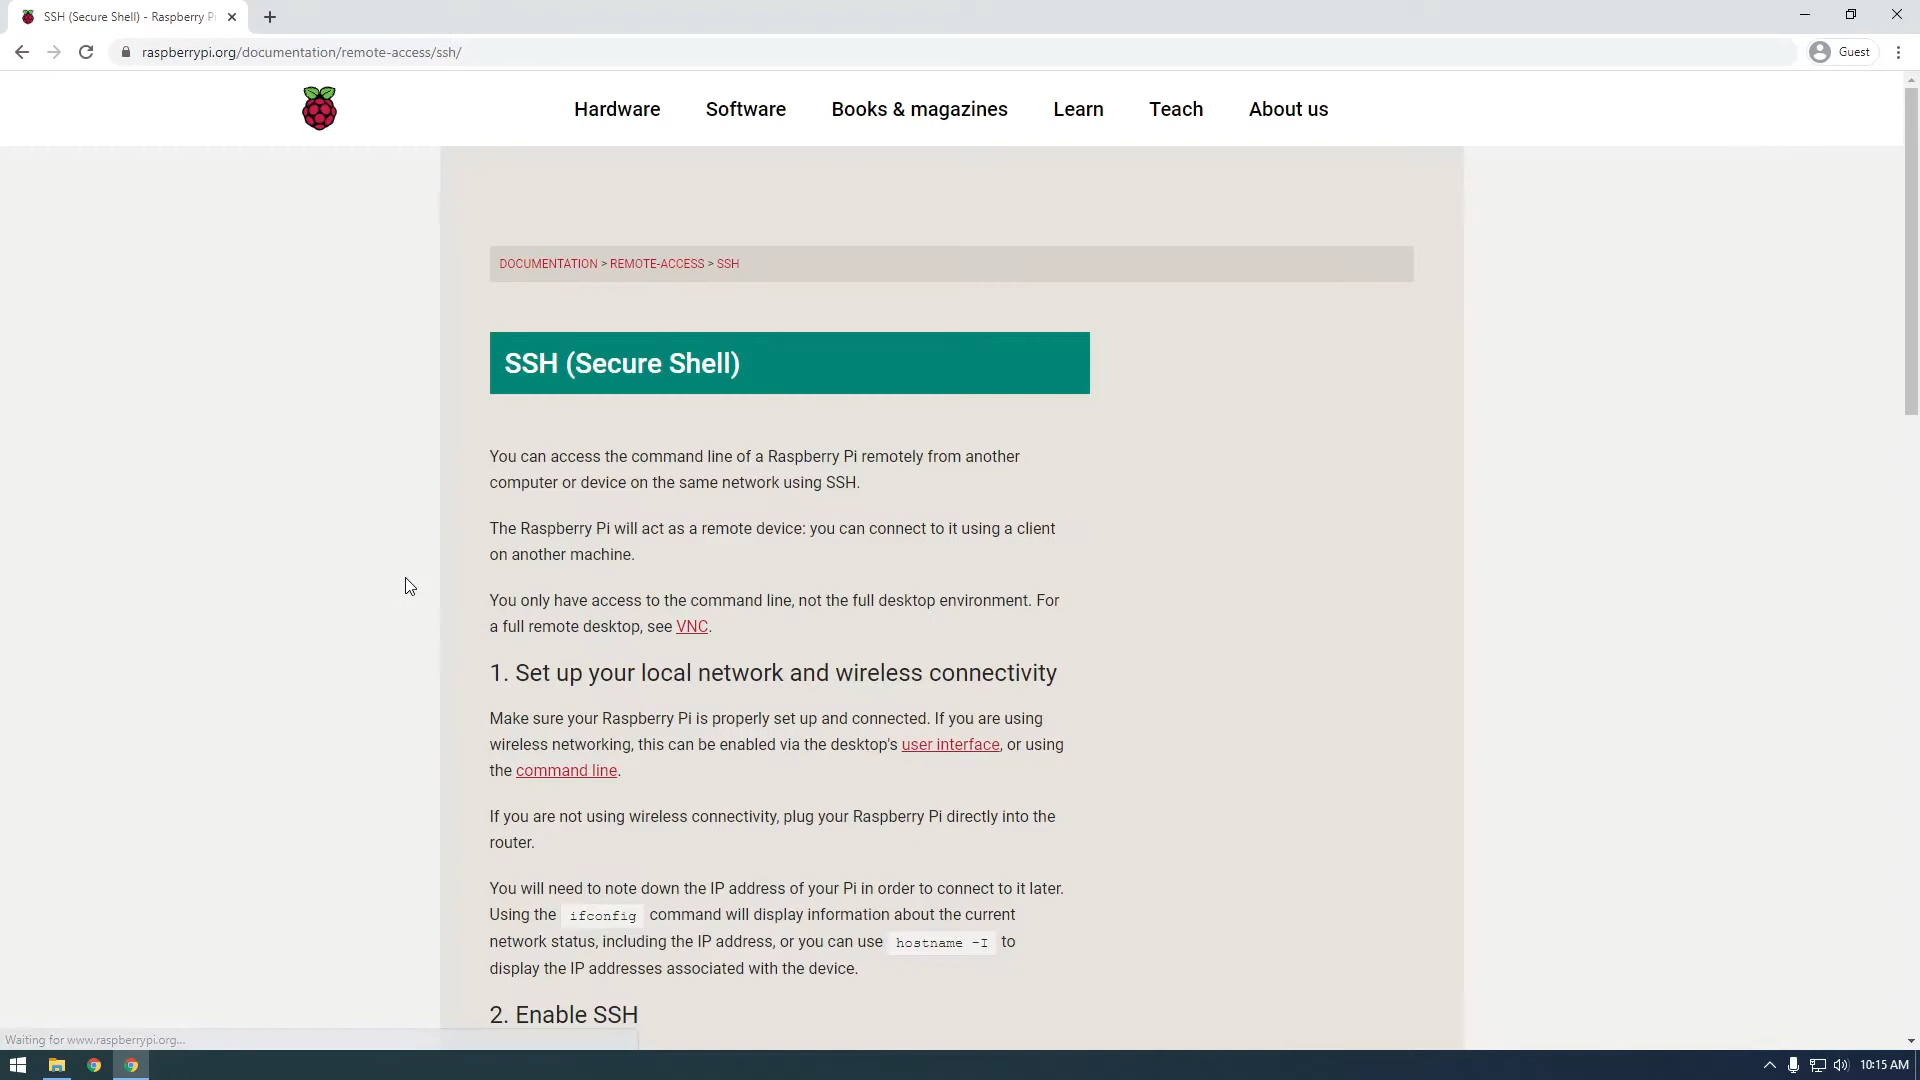 SSH (Secure Shell) - Raspberry Pi
raspberrypi.org/documentation/remote-access/ssh/
Guest
Hardware
Software
Books & magazines
Learn
Teach
About us
DOCUMENTATION > REMOTE-ACCESS > SSH
SSH (Secure Shell)
You can access the command line of a Raspberry Pi remotely from another
computer or device on the same network using SSH.
The Raspberry Pi will act as a remote device: you can connect to it using a client
on another machine.
You only have access to the command line, not the full desktop environment. For
a full remote desktop, see VNC.
1. Set up your local network and wireless connectivity
Make sure your Raspberry Pi is properly set up and connected. If you are using
wireless networking, this can be enabled via the desktop's user interface, or using
the command line.
If you are not using wireless connectivity, plug your Raspberry Pi directly into the
router.
You will need to note down the IP address of your Pi in order to connect to it later.
Using the ifconfig command will display information about the current
network status, including the IP address, or you can use hostname -I to
display the IP addresses associated with the device.
2. Enable SSH
Waiting for www.raspberrypi.org...
10:15 AM